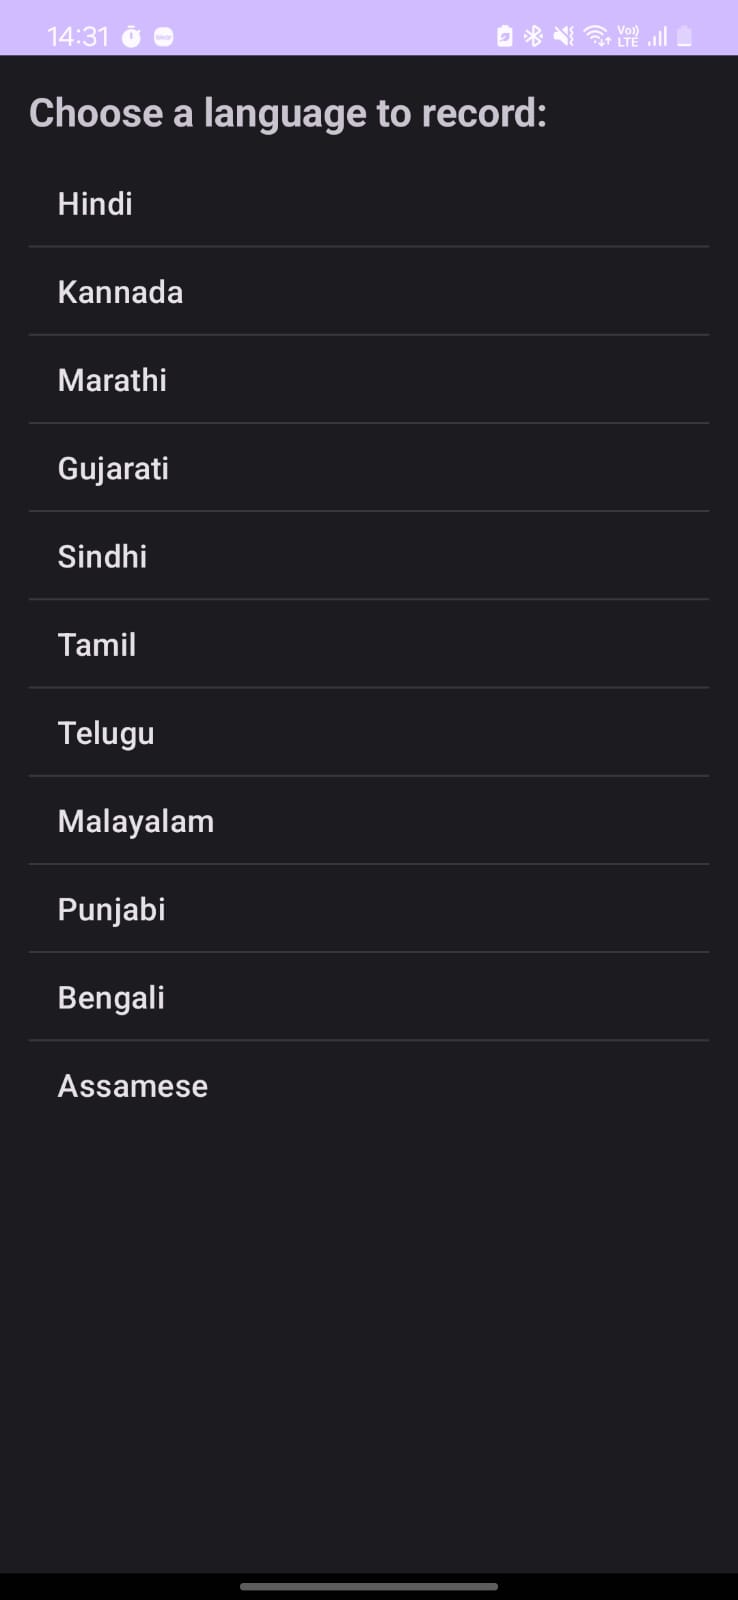 14:31
Vo))
LTE
Choose a language to record:
Hindi
Kannada
Marathi
Gujarati
Sindhi
Tamil
Telugu
Malayalam
Punjabi
Bengali
Assamese